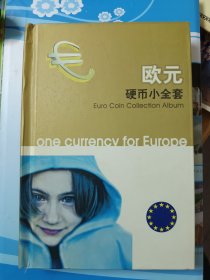 €
欧元
硬币小全套
Euro Coin Collection Album
one currency for Europe